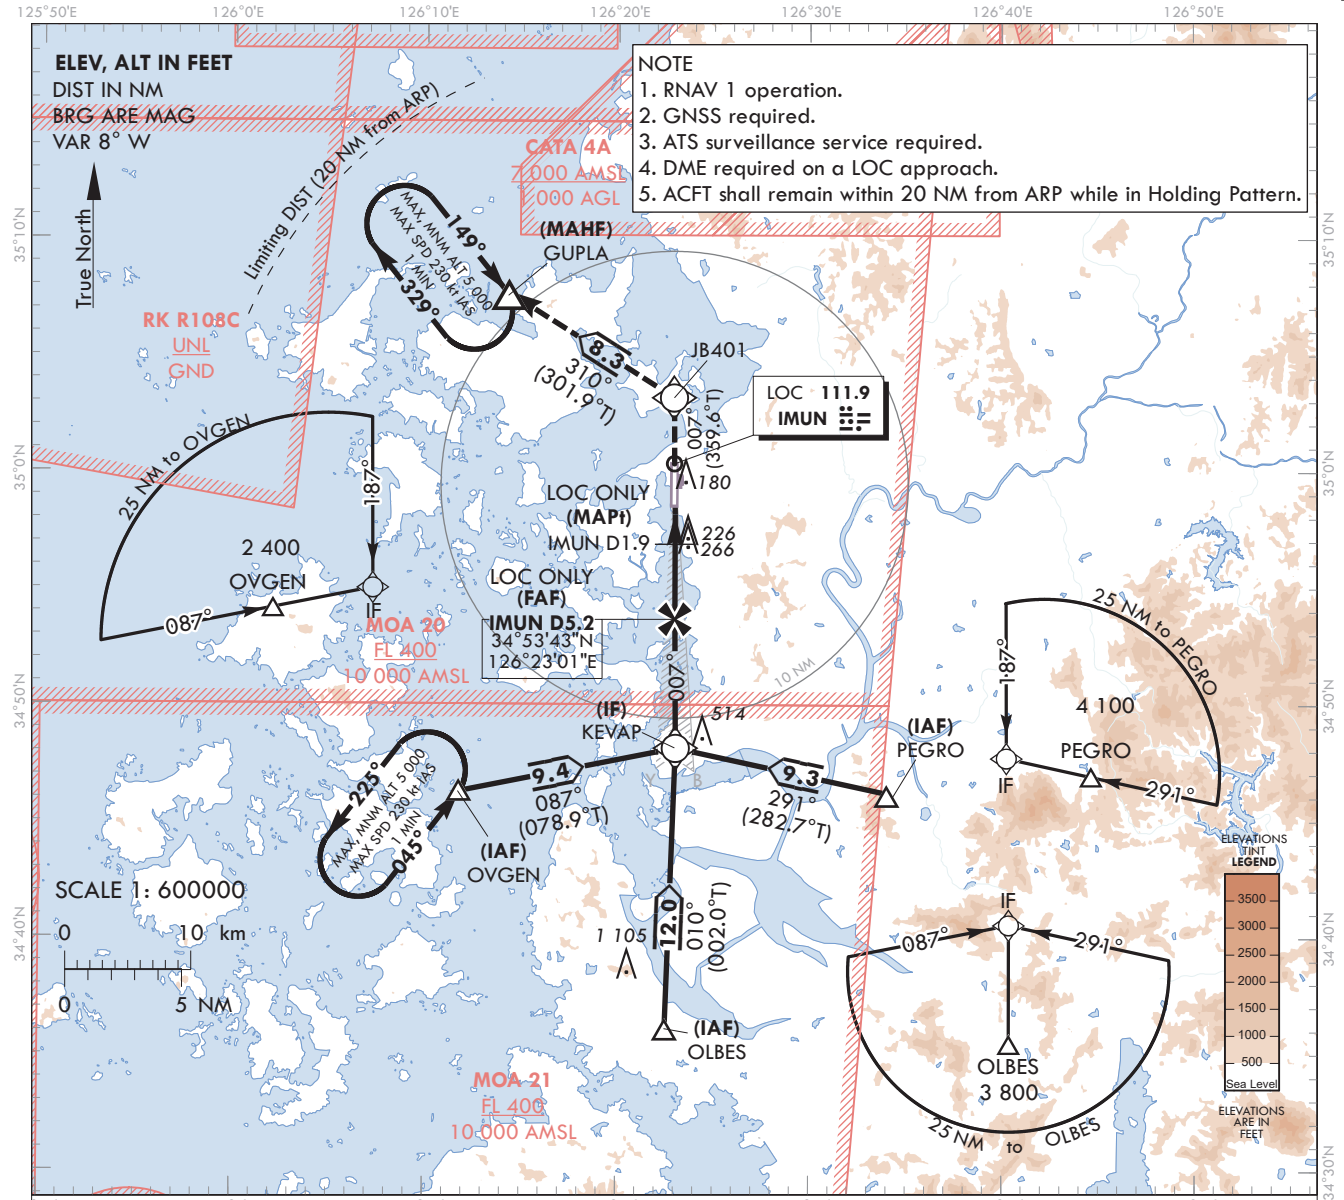 125°50'E
126°0'E
126°10'E
126°20'E
126°30'E
126°40'E
126°50'E
ELEV, ALT IN FEET
DIST IN NM
BRG ARE MAG
VAR 8° W
True North
Limiting DIST (20 NM from ARP)
NOTE
1. RNAV 1 operation.
2. GNSS required.
3. ATS surveillance service required.
4. DME required on a LOC approach.
5. ACFT shall remain within 20 NM from ARP while in Holding Pattern.
CATA 4A
7 000 AMSL
000 AGL
35°10'N
35°10'N
(MAHF)
GUPLA
149°
MAX, MNM ALT 5 000
MAX SPD 230 kt IAS
1 MIN
329°
RK R108C
UNL
GND
8.3
310°
(301.9°T)
JB401
007°
(359.6°T)
LOC 111.9
IMUN
25 NM to OVGEN
187°
2 400
OVGEN
087°
IF
35°0'N
35°0'N
180
LOC ONLY
(MAPt)
IMUN D1.9
226
266
LOC ONLY
(FAF)
IMUN D5.2
34°53'43"N
126°23'01"E
MOA 20
FL 400
10 000 AMSL
007°
10 NM
34°50'N
34°50'N
(IF)
KEVAP
514
Y
B
(IAF)
PEGRO
25 NM to PEGRO
187°
4 100
PEGRO
IF
291°
9.4
087°
(078.9°T)
9.3
291°
(282.7°T)
225°
MAX, MNM ALT 5 000
MAX SPD 230 kt IAS
1 MIN
045°
(IAF)
OVGEN
SCALE 1: 600000
0 10 km
0 5 NM
12.0
010°
(002.0°T)
1 105
(IAF)
OLBES
34°40'N
34°40'N
IF
087°
291°
OLBES
3 800
25 NM to OLBES
ELEVATIONS
TINT
LEGEND
3500
3000
2500
2000
1500
1000
500
Sea Level
ELEVATIONS
ARE IN
FEET
MOA 21
FL 400
10 000 AMSL
34°30'N